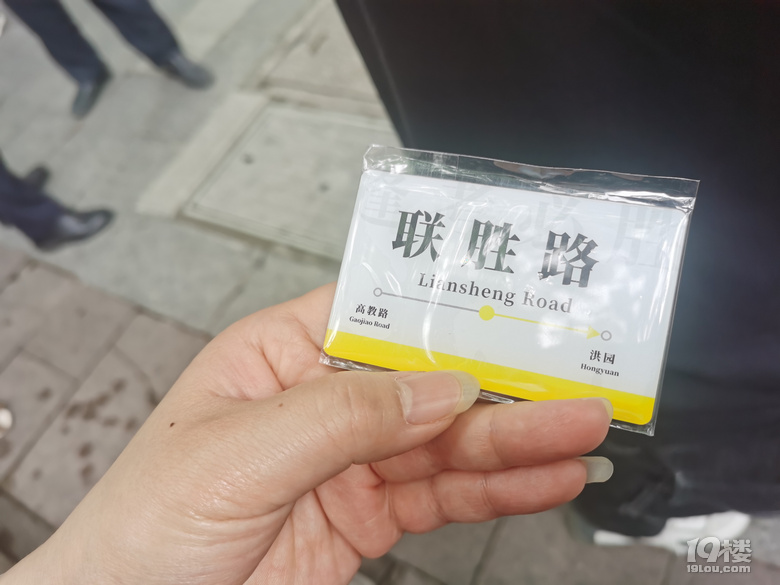 联胜路
Liansheng Road
高教路
Gaojiao Road
洪园
Hongyuan
19楼
19lou.com